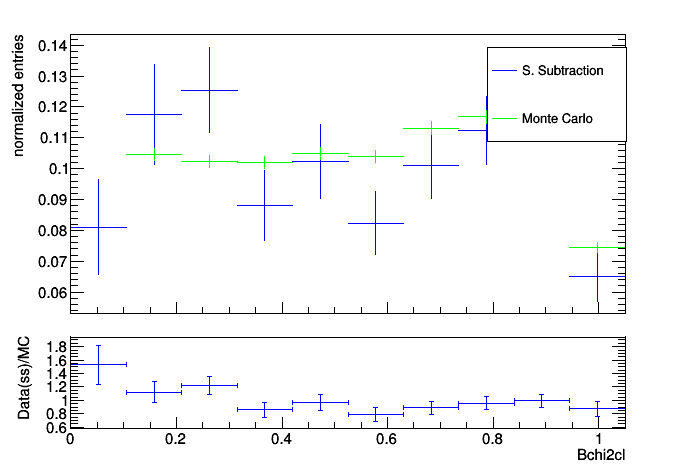 normalized entries
0.14
0.13
0.12
0.11
0.1
0.09
0.08
0.07
0.06
S. Subtraction
Monte Carlo
Data(ss)/MC
1.8
1.6
1.4
1.2
1
0.8
0.6
0 0.2 0.4 0.6 0.8 1
Bchi2cl